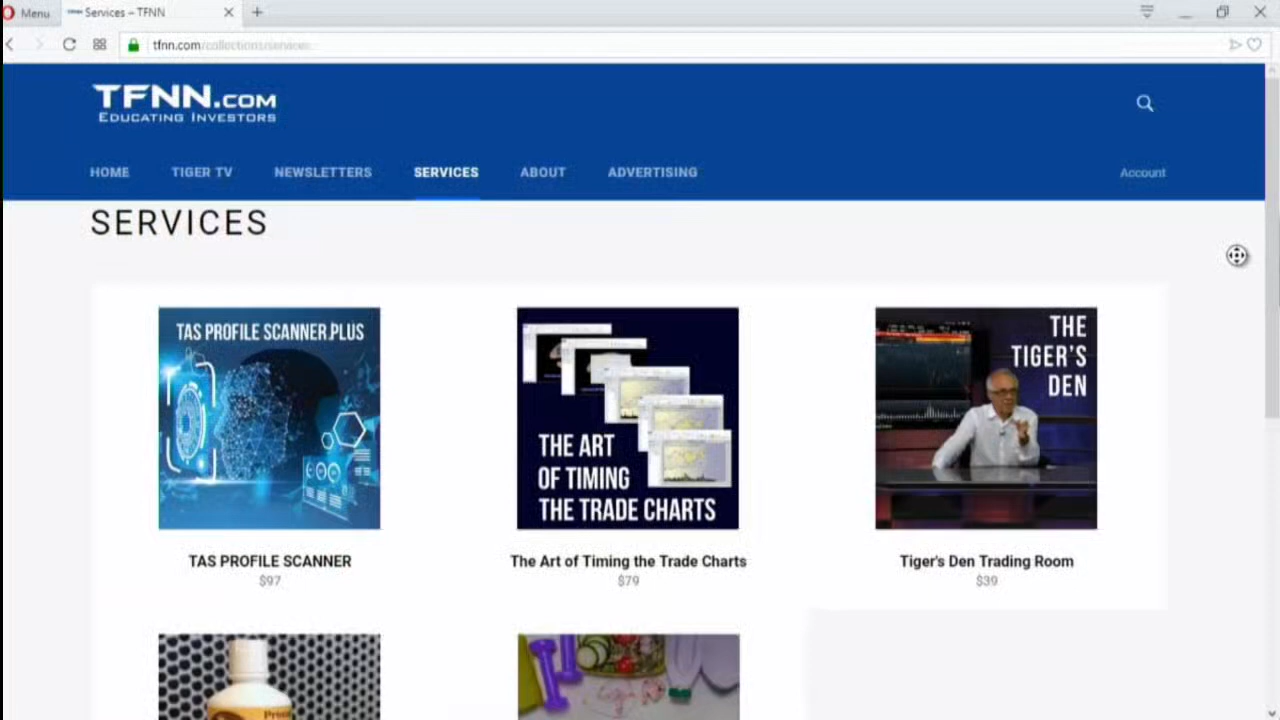 Menu
Services – TFNN
tfnn.com/collections/services
TFNN.COM
EDUCATING INVESTORS
HOME
TIGER TV
NEWSLETTERS
SERVICES
ABOUT
ADVERTISING
Account
SERVICES
TAS PROFILE SCANNER PLUS
THE ART
OF TIMING
THE TRADE CHARTS
THE
TIGER'S
DEN
TAS PROFILE SCANNER
$97
The Art of Timing the Trade Charts
$79
Tiger's Den Trading Room
$39